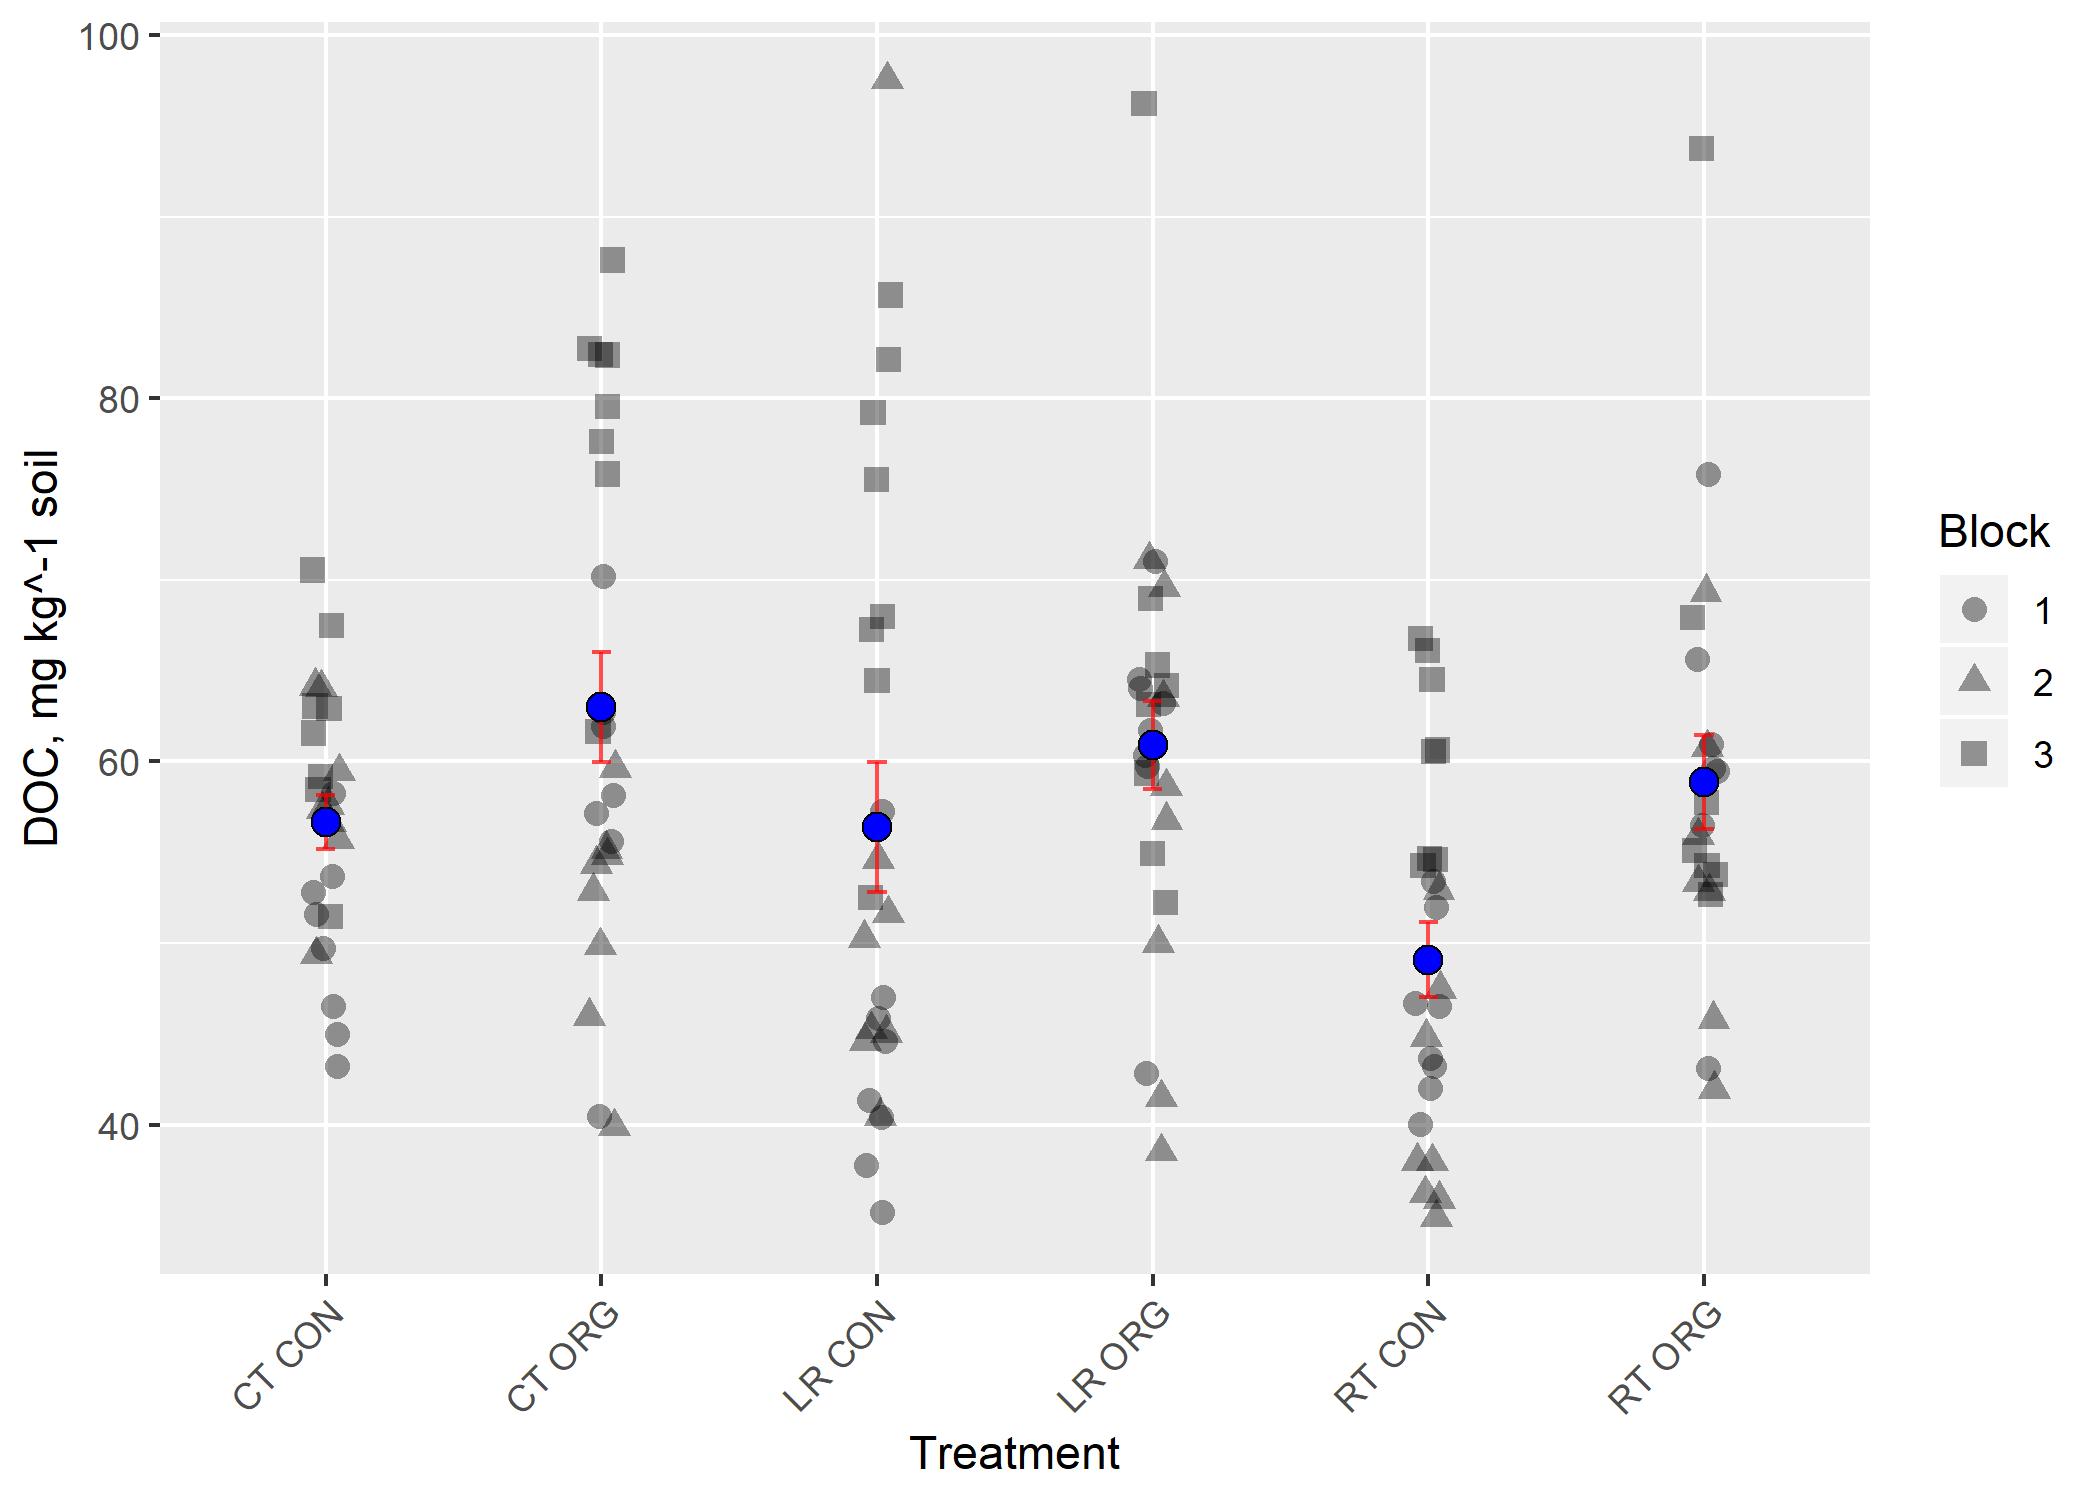 100
80
60
40
DOC, mg kg^-1 soil
CT CON
CT ORG
LR CON
LR ORG
RT CON
RT ORG
Treatment
Block
1
2
3